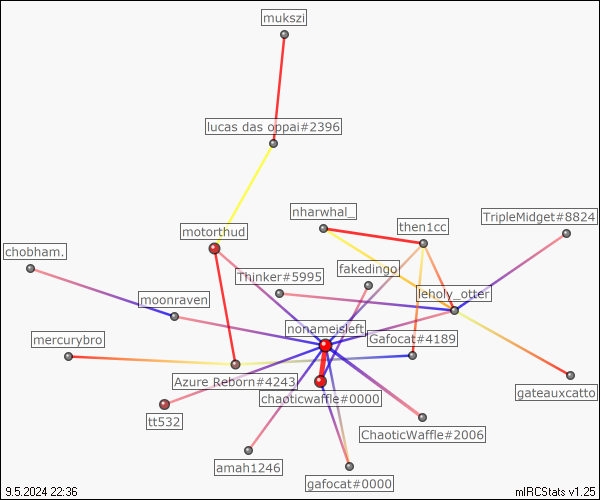 mukszi
lucas das oppai#2396
nharwhal_
TripleMidget#8824
then1cc
motorthud
chobham.
fakedingo
Thinker#5995
leholy_otter
moonraven
nonameisleft
mercurybro
Gafocat#4189
Azure Reborn#4243
gateauxcatto
chaoticwaffle#0000
tt532
ChaoticWaffle#2006
amah1246
gafocat#0000
9.5.2024 22:36
mIRCStats v1.25